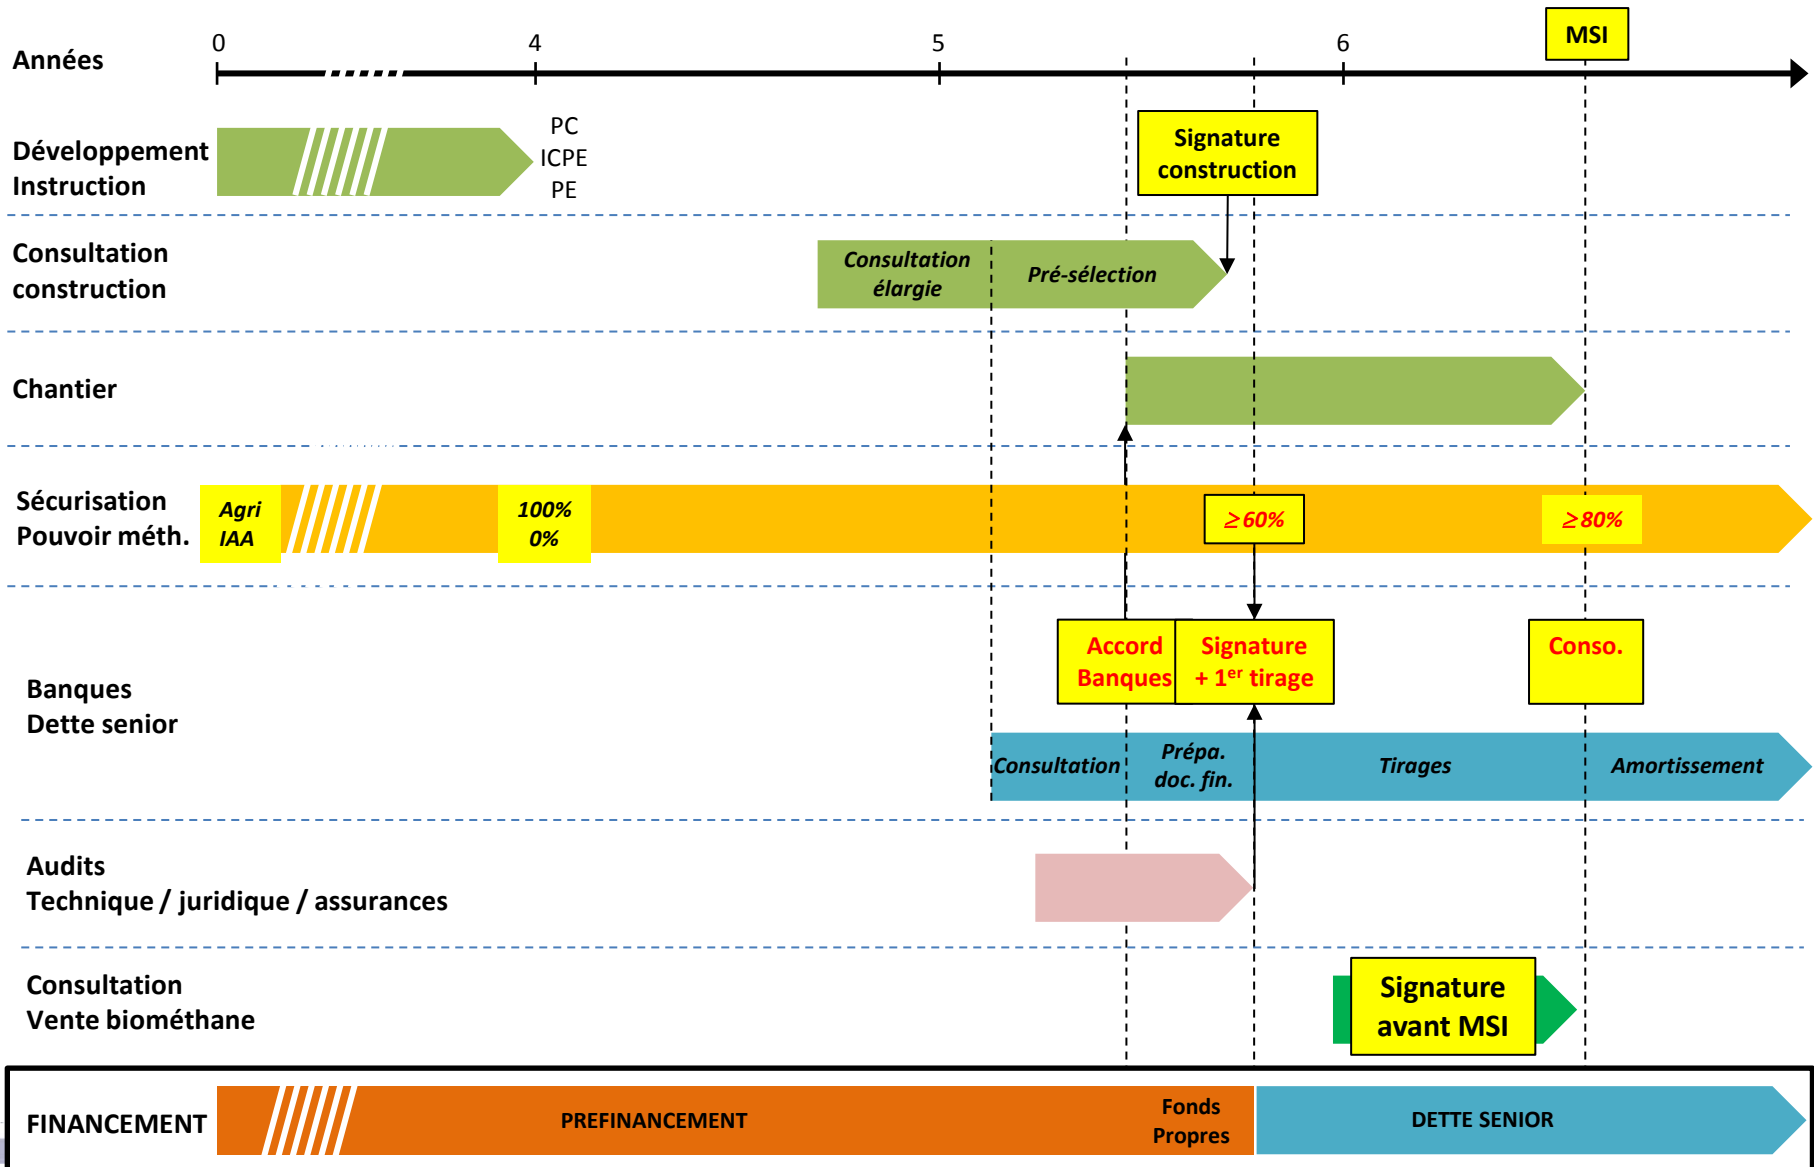 Années
0
4
5
6
MSI
Développement
Instruction
PC
ICPE
PE
Signature
construction
Consultation
construction
Consultation
élargie
Pré-sélection
Chantier
Sécurisation
Pouvoir méth.
Agri
IAA
100%
0%
≥60%
≥80%
Banques
Dette senior
Accord
Banques
Signature
+ 1er tirage
Conso.
Consultation
Prépa.
doc. fin.
Tirages
Amortissement
Audits
Technique / juridique / assurances
Consultation
Vente biométhane
Signature
avant MSI
FINANCEMENT
PREFINANCEMENT
Fonds
Propres
DETTE SENIOR